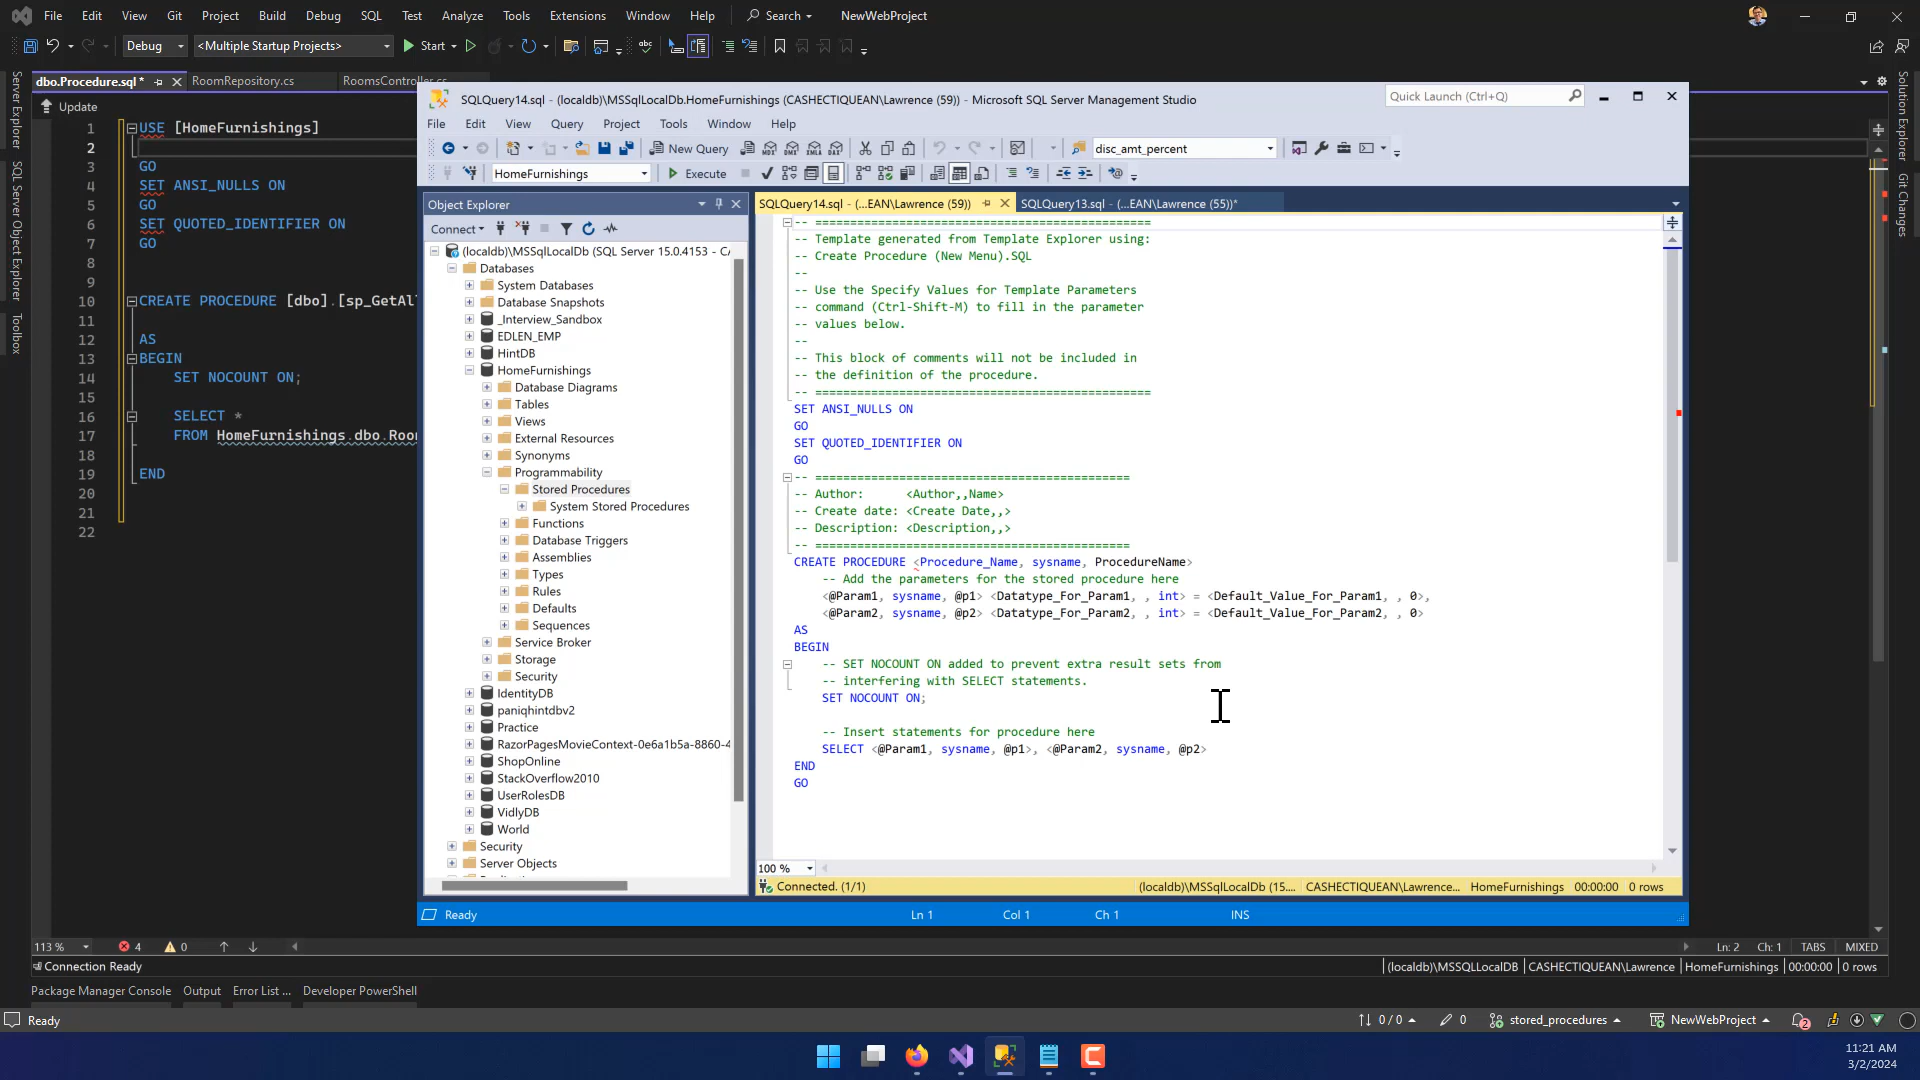 File Edit View Git Project Build Debug SQL Test Analyze Tools Extensions Window Help Search NewWebProject
Debug <Multiple Startup Projects> Start
dbo.Procedure.sql * RoomRepository.cs RoomsController.cs
Update
1 USE [HomeFurnishings]
2
3 GO
4 SET ANSI_NULLS ON
5 GO
6 SET QUOTED_IDENTIFIER ON
7 GO
8
9
10 CREATE PROCEDURE [dbo].[sp_GetAl
11
12 AS
13 BEGIN
14 SET NOCOUNT ON;
15
16 SELECT *
17 FROM HomeFurnishings.dbo.Roo
18
19 END
20
21
22
Server Explorer
SQL Server Object Explorer
Toolbox
Solution Explorer
Git Changes
SQLQuery14.sql - (localdb)\MSSqlLocalDb.HomeFurnishings (CASHECTIQUEAN\Lawrence (59)) - Microsoft SQL Server Management Studio
Quick Launch (Ctrl+Q)
File Edit View Query Project Tools Window Help
New Query MDX DMX XMLA DAX disc_amt_percent
HomeFurnishings Execute
Object Explorer
Connect
(localdb)\MSSqlLocalDb (SQL Server 15.0.4153 - C/
Databases
System Databases
Database Snapshots
_Interview_Sandbox
EDLEN_EMP
HintDB
HomeFurnishings
Database Diagrams
Tables
Views
External Resources
Synonyms
Programmability
Stored Procedures
System Stored Procedures
Functions
Database Triggers
Assemblies
Types
Rules
Defaults
Sequences
Service Broker
Storage
Security
IdentityDB
paniqhintdbv2
Practice
RazorPagesMovieContext-0e6a1b5a-8860-4
ShopOnline
StackOverflow2010
UserRolesDB
VidlyDB
World
Security
Server Objects
SQLQuery14.sql - (...EAN\Lawrence (59)) SQLQuery13.sql - (...EAN\Lawrence (55))*
-- ================================================
-- Template generated from Template Explorer using:
-- Create Procedure (New Menu).SQL
--
-- Use the Specify Values for Template Parameters
-- command (Ctrl-Shift-M) to fill in the parameter
-- values below.
--
-- This block of comments will not be included in
-- the definition of the procedure.
-- ================================================
SET ANSI_NULLS ON
GO
SET QUOTED_IDENTIFIER ON
GO
-- =============================================
-- Author: <Author,,Name>
-- Create date: <Create Date,,>
-- Description: <Description,,>
-- =============================================
CREATE PROCEDURE <Procedure_Name, sysname, ProcedureName>
-- Add the parameters for the stored procedure here
<@Param1, sysname, @p1> <Datatype_For_Param1, , int> = <Default_Value_For_Param1, , 0>,
<@Param2, sysname, @p2> <Datatype_For_Param2, , int> = <Default_Value_For_Param2, , 0>
AS
BEGIN
-- SET NOCOUNT ON added to prevent extra result sets from
-- interfering with SELECT statements.
SET NOCOUNT ON;
-- Insert statements for procedure here
SELECT <@Param1, sysname, @p1>, <@Param2, sysname, @p2>
END
GO
100 %
Connected. (1/1) (localdb)\MSSqlLocalDb (15.... CASHECTIQUEAN\Lawrence... HomeFurnishings 00:00:00 0 rows
Ready Ln 1 Col 1 Ch 1 INS
113 % 4 0 Ln: 2 Ch: 1 TABS MIXED
Connection Ready (localdb)\MSSQLLocalDB CASHECTIQUEAN\Lawrence HomeFurnishings 00:00:00 0 rows
Package Manager Console Output Error List ... Developer PowerShell
Ready 0 / 0 0 stored_procedures NewWebProject 2
11:21 AM
3/2/2024